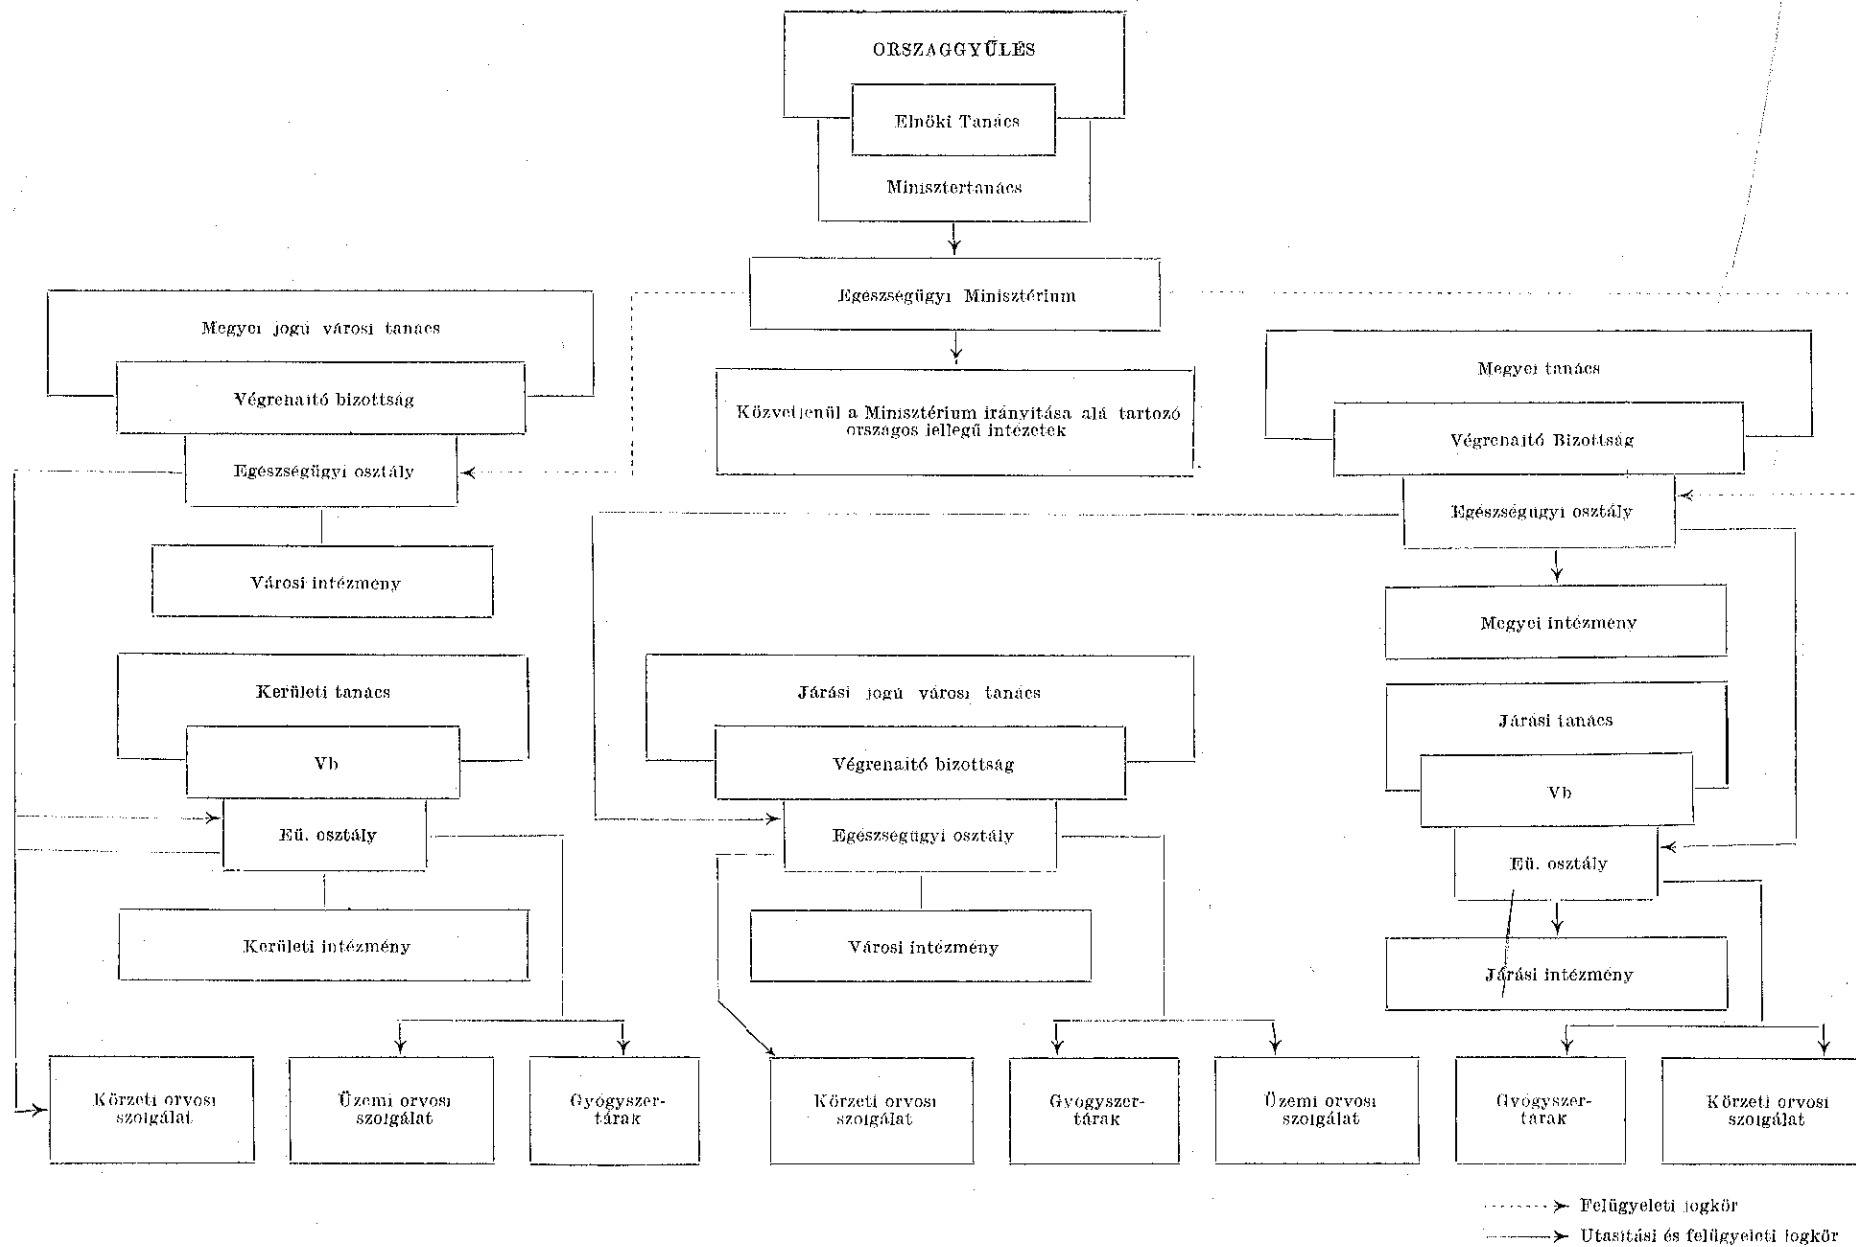 ORSZAGGYŰLÉS
Elnöki Tanács
Minisztertanács
Egészségügyi Minisztérium
Közvetlenül a Minisztérium irányítása alá tartozó
országos jellegű intézetek
Megyei jogú városi tanács
Végrehajtó bizottság
Egészségügyi osztály
Városi intézmény
Megyei tanács
Végrehajtó Bizottság
Egészségügyi osztály
Megyei intézmény
Kerületi tanács
Vb
Eü. osztály
Kerületi intézmény
Járási jogú városi tanács
Végrehajtó bizottság
Egészségügyi osztály
Városi intézmény
Járási tanács
Vb
Eü. osztály
Járási intézmény
Körzeti orvosi
szolgálat
Üzemi orvosi
szolgálat
Gyógyszer-
tárak
Körzeti orvosi
szolgálat
Gyógyszer-
tárak
Üzemi orvosi
szolgálat
Gyógyszer-
tárak
Körzeti orvosi
szolgálat
Felügyeleti jogkör
Utasítási és felügyeleti jogkör